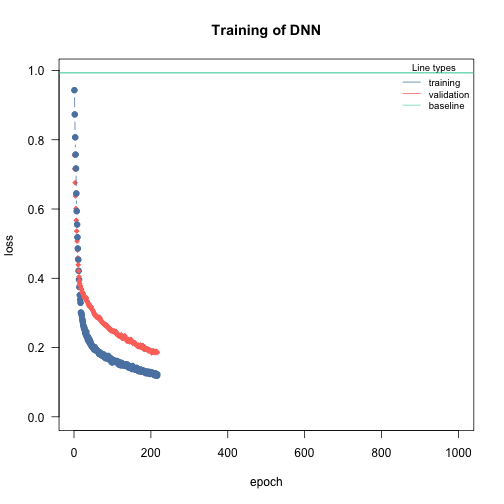 Training of DNN
Line types
training
validation
baseline
1.0
0.8
0.6
0.4
0.2
0.0
loss
0 200 400 600 800 1000
epoch